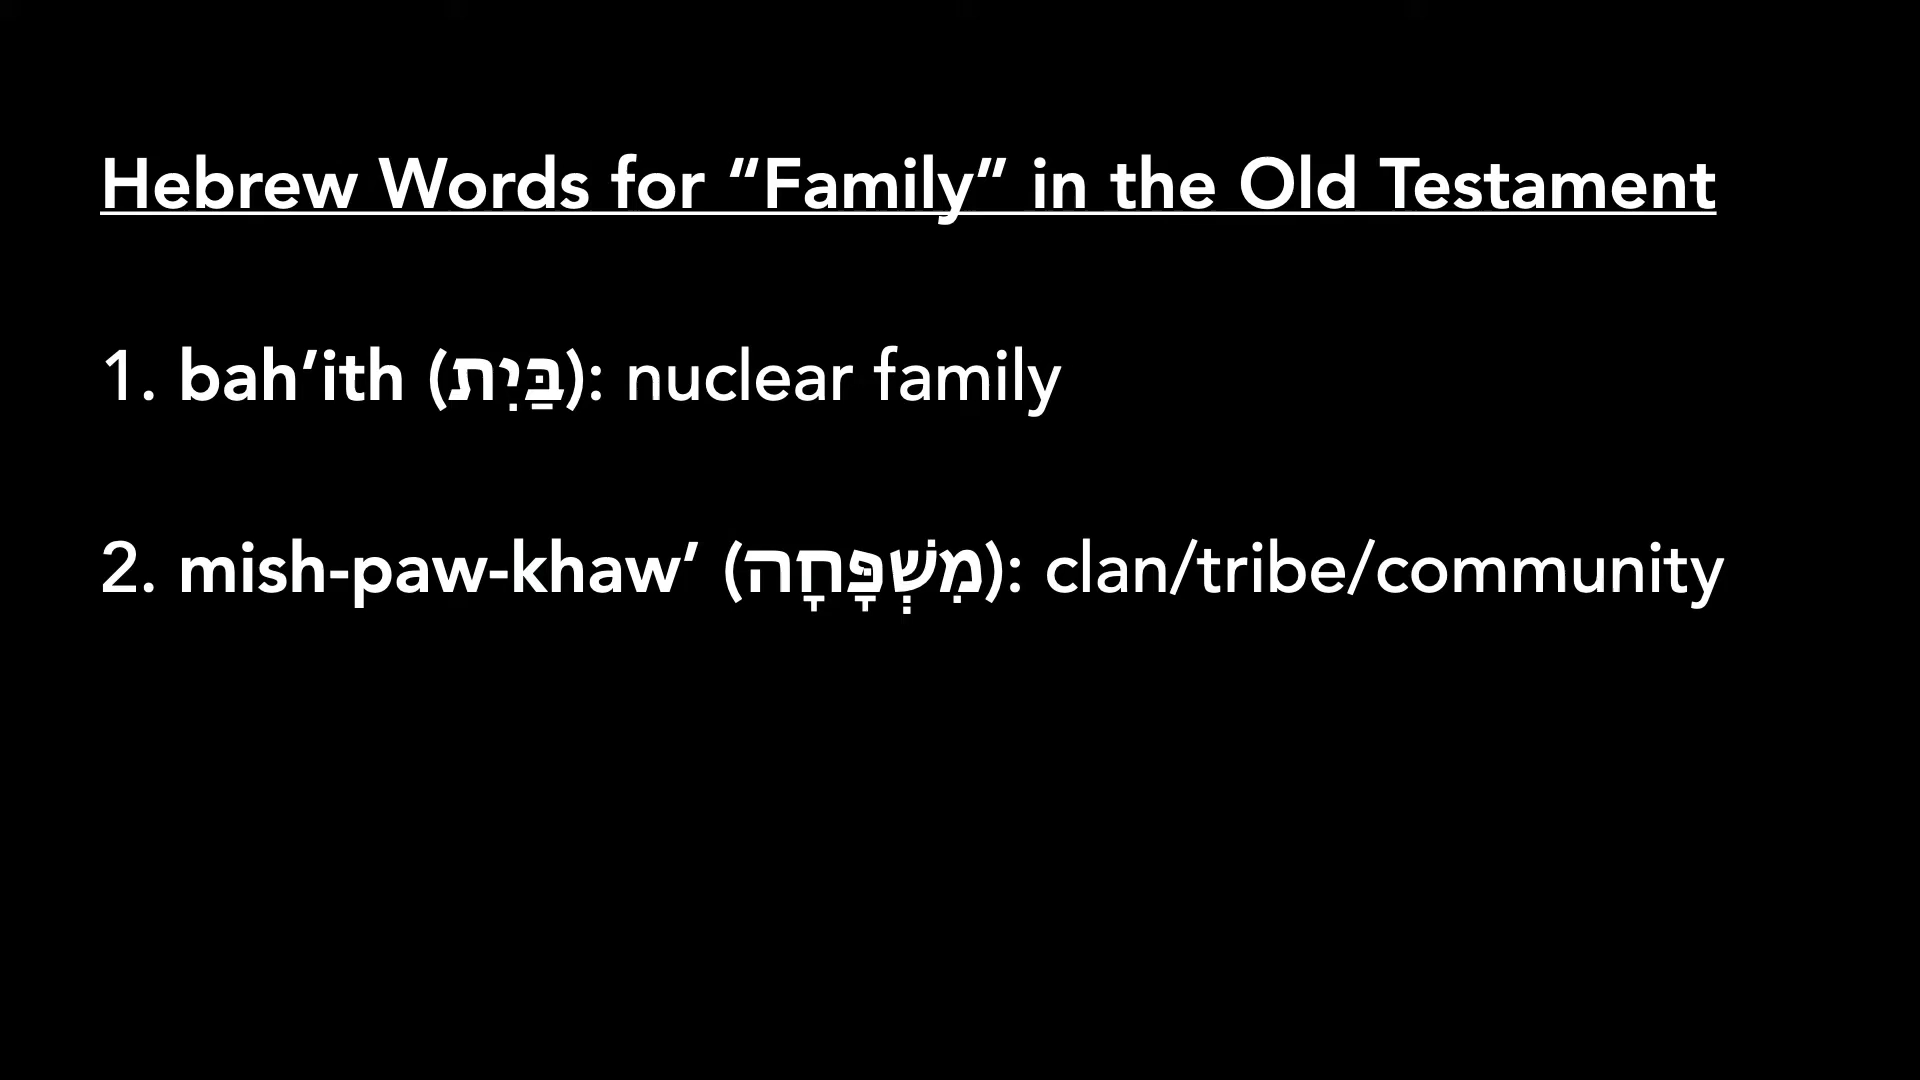 Hebrew Words for “Family” in the Old Testament
1. bah’ith (בַּיִת): nuclear family
2. mish-paw-khaw’ (מִשְׁפָּחָה): clan/tribe/community